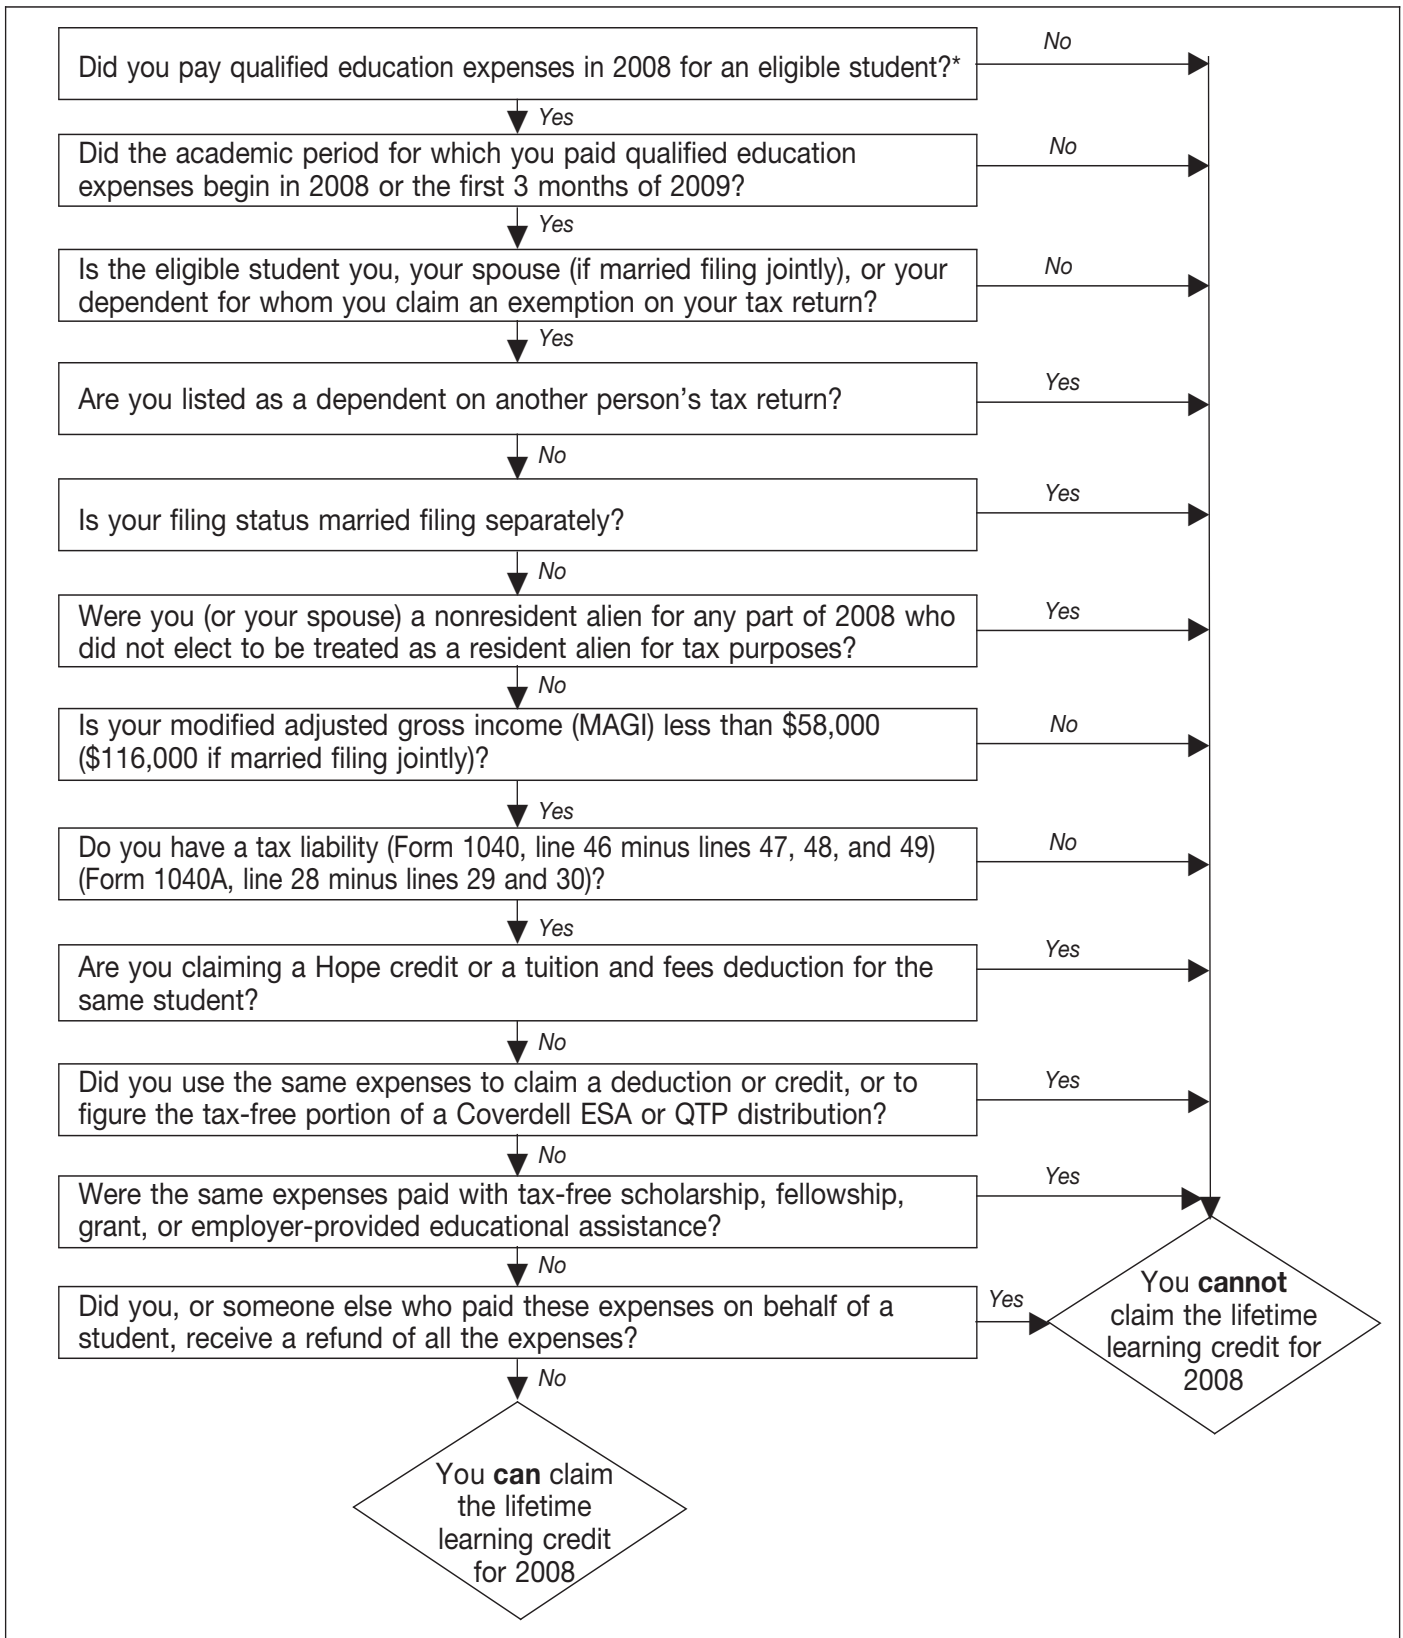 Did you pay qualified education expenses in 2008 for an eligible student?*
No
Yes
Did the academic period for which you paid qualified education
expenses begin in 2008 or the first 3 months of 2009?
No
Yes
Is the eligible student you, your spouse (if married filing jointly), or your
dependent for whom you claim an exemption on your tax return?
No
Yes
Are you listed as a dependent on another person's tax return?
Yes
No
Is your filing status married filing separately?
Yes
No
Were you (or your spouse) a nonresident alien for any part of 2008 who
did not elect to be treated as a resident alien for tax purposes?
Yes
No
Is your modified adjusted gross income (MAGI) less than $58,000
($116,000 if married filing jointly)?
No
Yes
Do you have a tax liability (Form 1040, line 46 minus lines 47, 48, and 49)
(Form 1040A, line 28 minus lines 29 and 30)?
No
Yes
Are you claiming a Hope credit or a tuition and fees deduction for the
same student?
Yes
No
Did you use the same expenses to claim a deduction or credit, or to
figure the tax-free portion of a Coverdell ESA or QTP distribution?
Yes
No
Were the same expenses paid with tax-free scholarship, fellowship,
grant, or employer-provided educational assistance?
Yes
No
Did you, or someone else who paid these expenses on behalf of a
student, receive a refund of all the expenses?
Yes
No
You cannot
claim the lifetime
learning credit for
2008
You can claim
the lifetime
learning credit
for 2008